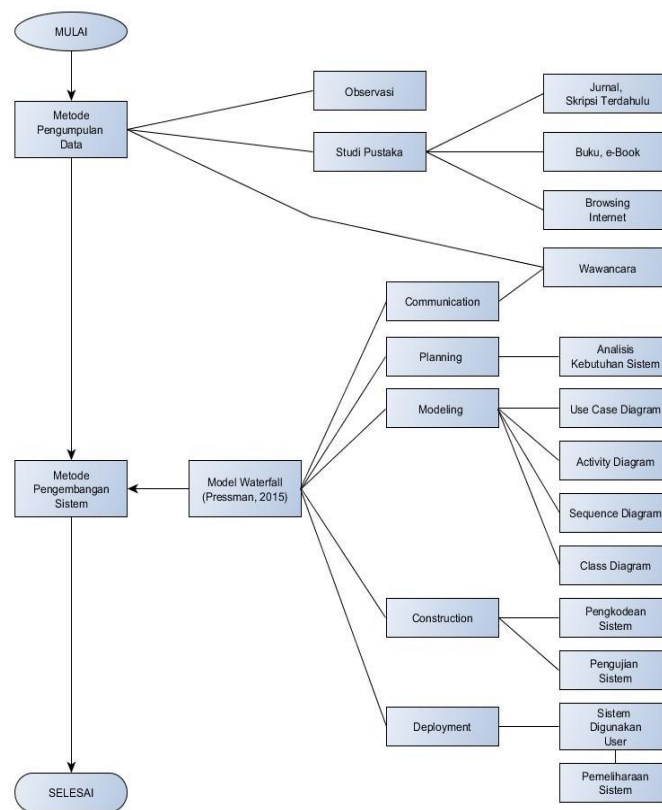 MULAI
Metode
Pengumpulan
Data
Observasi
Studi Pustaka
Jurnal,
Skripsi Terdahulu
Buku, e-Book
Browsing
Internet
Wawancara
Communication
Planning
Analisis
Kebutuhan Sistem
Modeling
Use Case Diagram
Activity Diagram
Sequence Diagram
Class Diagram
Metode
Pengembangan
Sistem
Model Waterfall
(Pressman, 2015)
Construction
Pengkodean
Sistem
Pengujian
Sistem
Deployment
Sistem
Digunakan
User
Pemeliharaan
Sistem
SELESAI